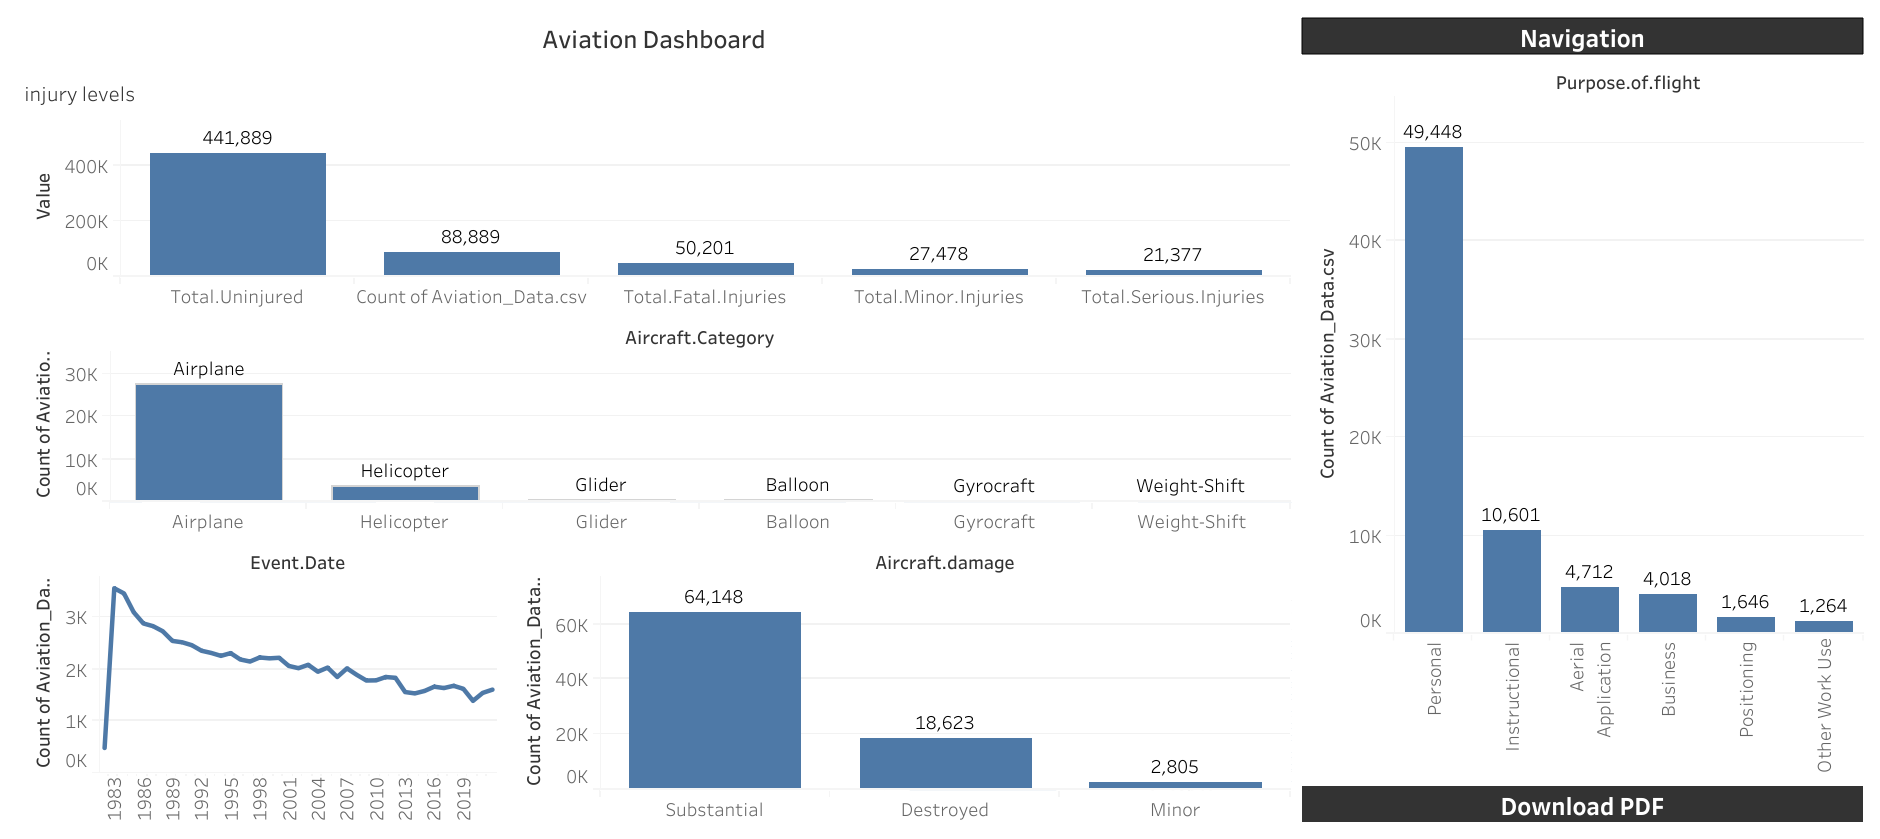 Aviation Dashboard
injury levels
Value
400K
200K
0K
441,889
88,889
50,201
27,478
21,377
Total.Uninjured
Count of Aviation_Data.csv
Total.Fatal.Injuries
Total.Minor.Injuries
Total.Serious.Injuries
Aircraft.Category
Count of Aviatio..
30K
20K
10K
0K
Airplane
Helicopter
Glider
Balloon
Gyrocraft
Weight-Shift
Airplane
Helicopter
Glider
Balloon
Gyrocraft
Weight-Shift
Event.Date
Count of Aviation_Da..
3K
2K
1K
0K
1983
1986
1989
1992
1995
1998
2001
2004
2007
2010
2013
2016
2019
Aircraft.damage
Count of Aviation_Data..
60K
40K
20K
0K
64,148
18,623
2,805
Substantial
Destroyed
Minor
Navigation
Purpose.of.flight
Count of Aviation_Data.csv
50K
40K
30K
20K
10K
0K
49,448
10,601
4,712
4,018
1,646
1,264
Personal
Instructional
Aerial
Application
Business
Positioning
Other Work Use
Download PDF